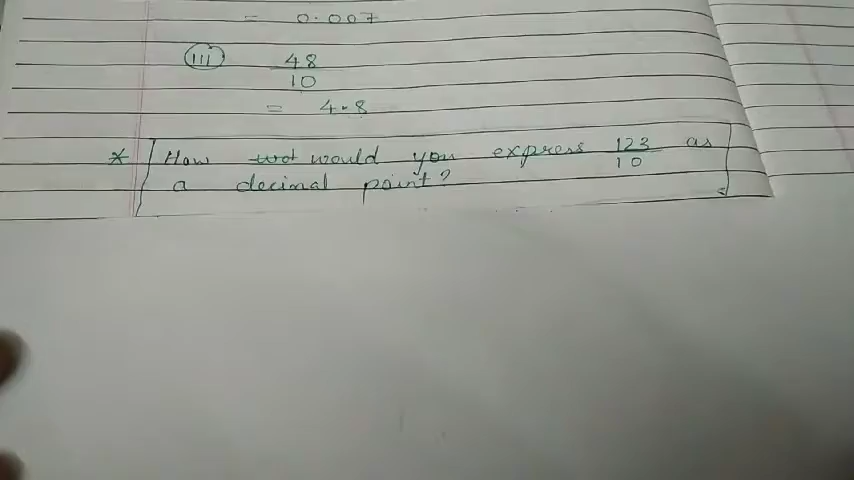 = 0.007
(iii) 48
10
= 4.8
* How would you express 123 as
10
a decimal point?